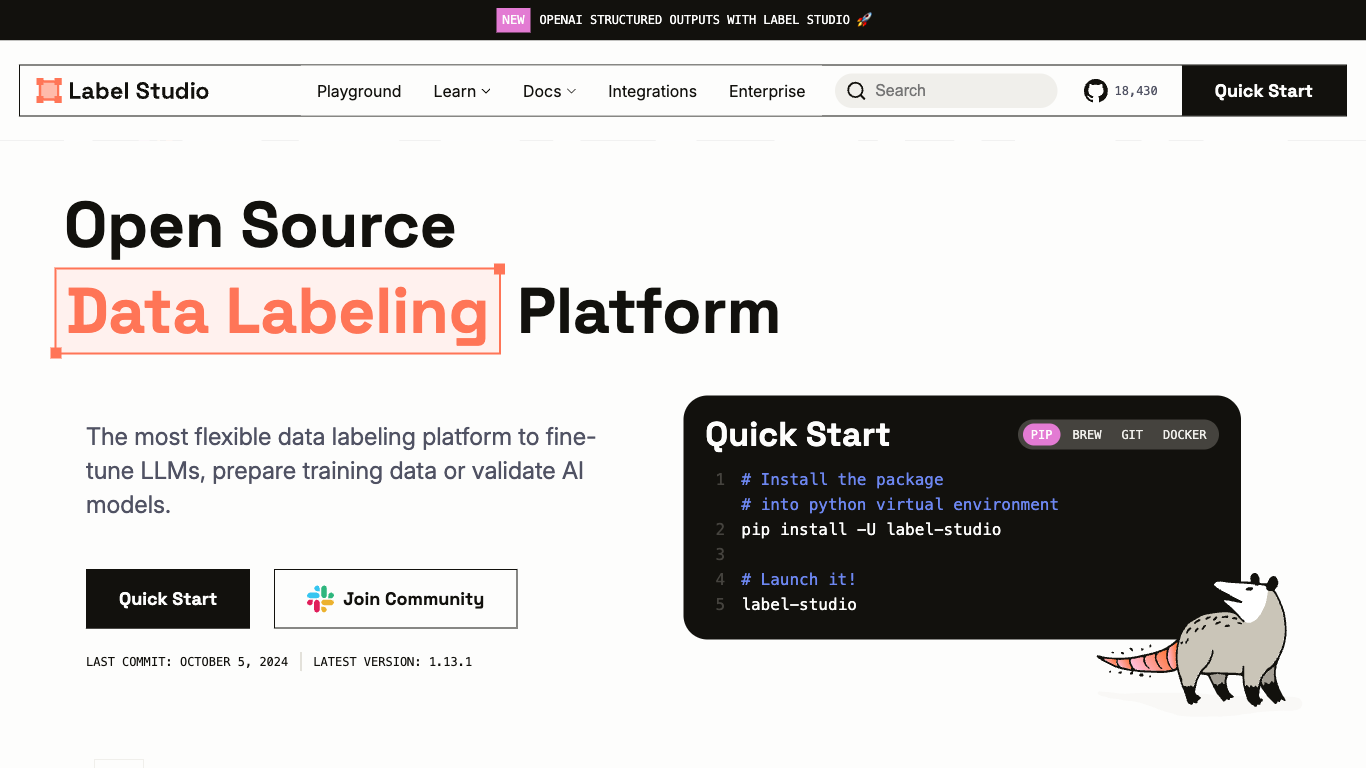 NEW OPENAI STRUCTURED OUTPUTS WITH LABEL STUDIO 🚀
Label Studio
Playground Learn Docs Integrations Enterprise Search 18,430 Quick Start
Open Source
Data Labeling Platform
The most flexible data labeling platform to fine-
tune LLMs, prepare training data or validate AI
models.
Quick Start Join Community
LAST COMMIT: OCTOBER 5, 2024 LATEST VERSION: 1.13.1
Quick Start PIP BREW GIT DOCKER
1 # Install the package
# into python virtual environment
2 pip install -U label-studio
3
4 # Launch it!
5 label-studio